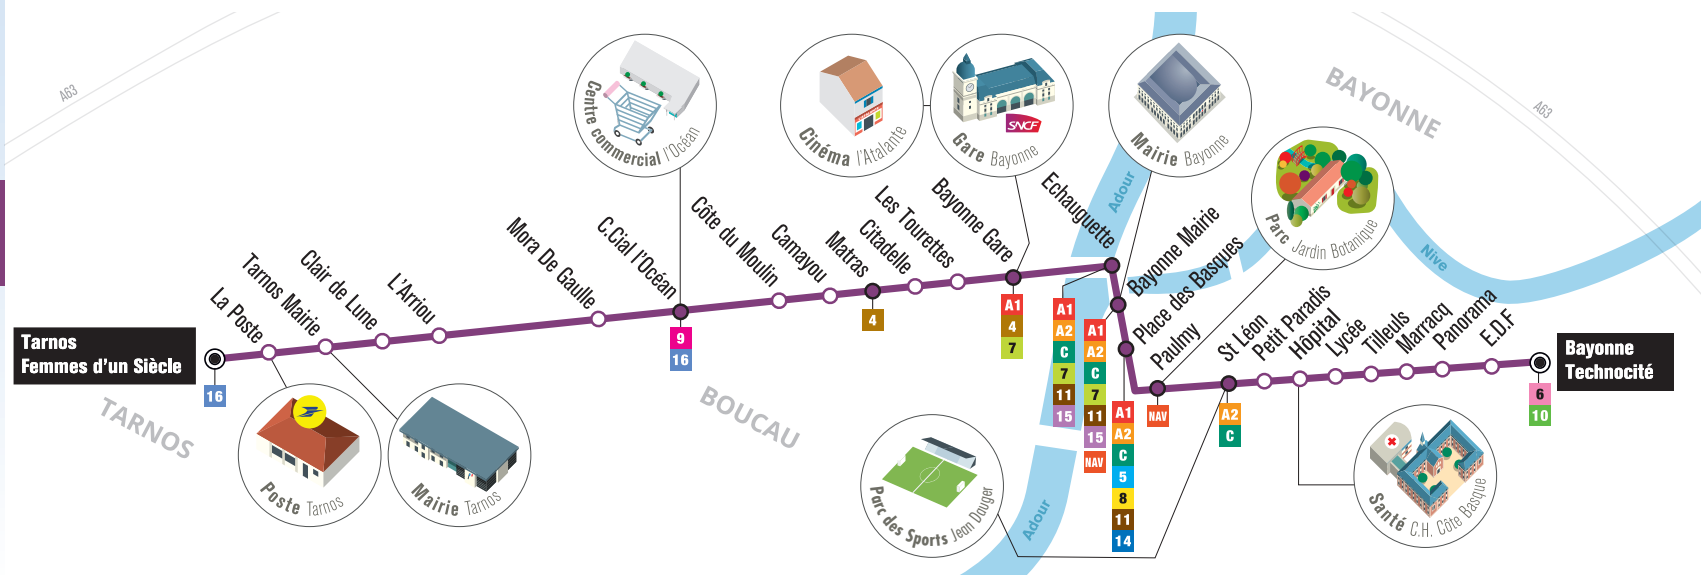 A63
BAYONNE
A63
Centre commercial l'Océan
Cinéma l'Atalante
SNCF
Gare Bayonne
Mairie Bayonne
Parc Jardin Botanique
Adour
Nive
Tarnos
Femmes d'un Siècle
La Poste
Tarnos Mairie
Clair de Lune
L'Arriou
Mora De Gaulle
C.Cial l'Océan
Côte du Moulin
Camayou
Matras
Citadelle
Les Tourettes
Bayonne Gare
Echauguette
Bayonne Mairie
Place des Basques
Paulmy
St Léon
Petit Paradis
Hôpital
Lycée
Tilleuls
Marracq
Panorama
E.D.F
Bayonne
Technocité
16
9
16
4
A1
4
7
A1
A2
C
7
11
15
A1
A2
C
7
11
15
NAV
A1
A2
C
5
8
11
14
NAV
A2
C
6
10
TARNOS
BOUCAU
Poste Tarnos
Mairie Tarnos
Parc des Sports Jean Dauger
Adour
Santé C.H. Côte Basque